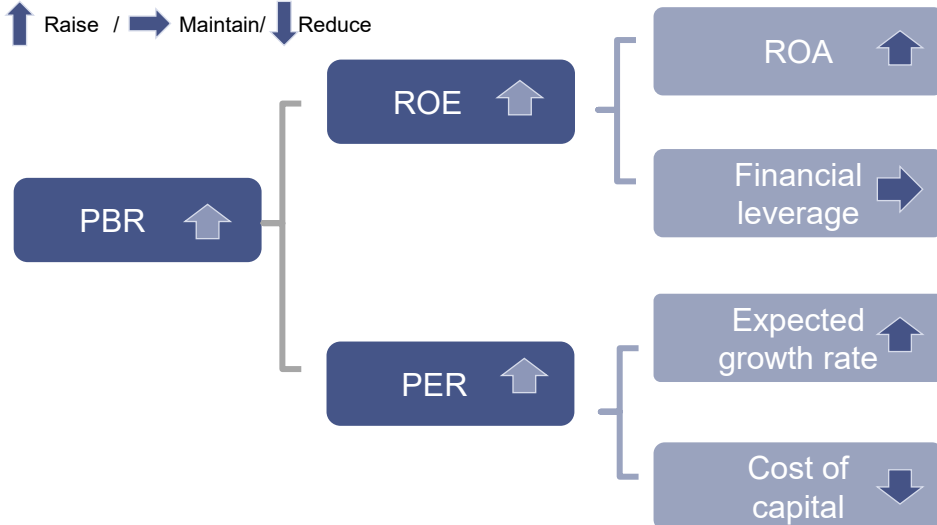 Raise / Maintain/ Reduce
ROA
ROE
Financial
leverage
PBR
Expected
growth rate
PER
Cost of
capital